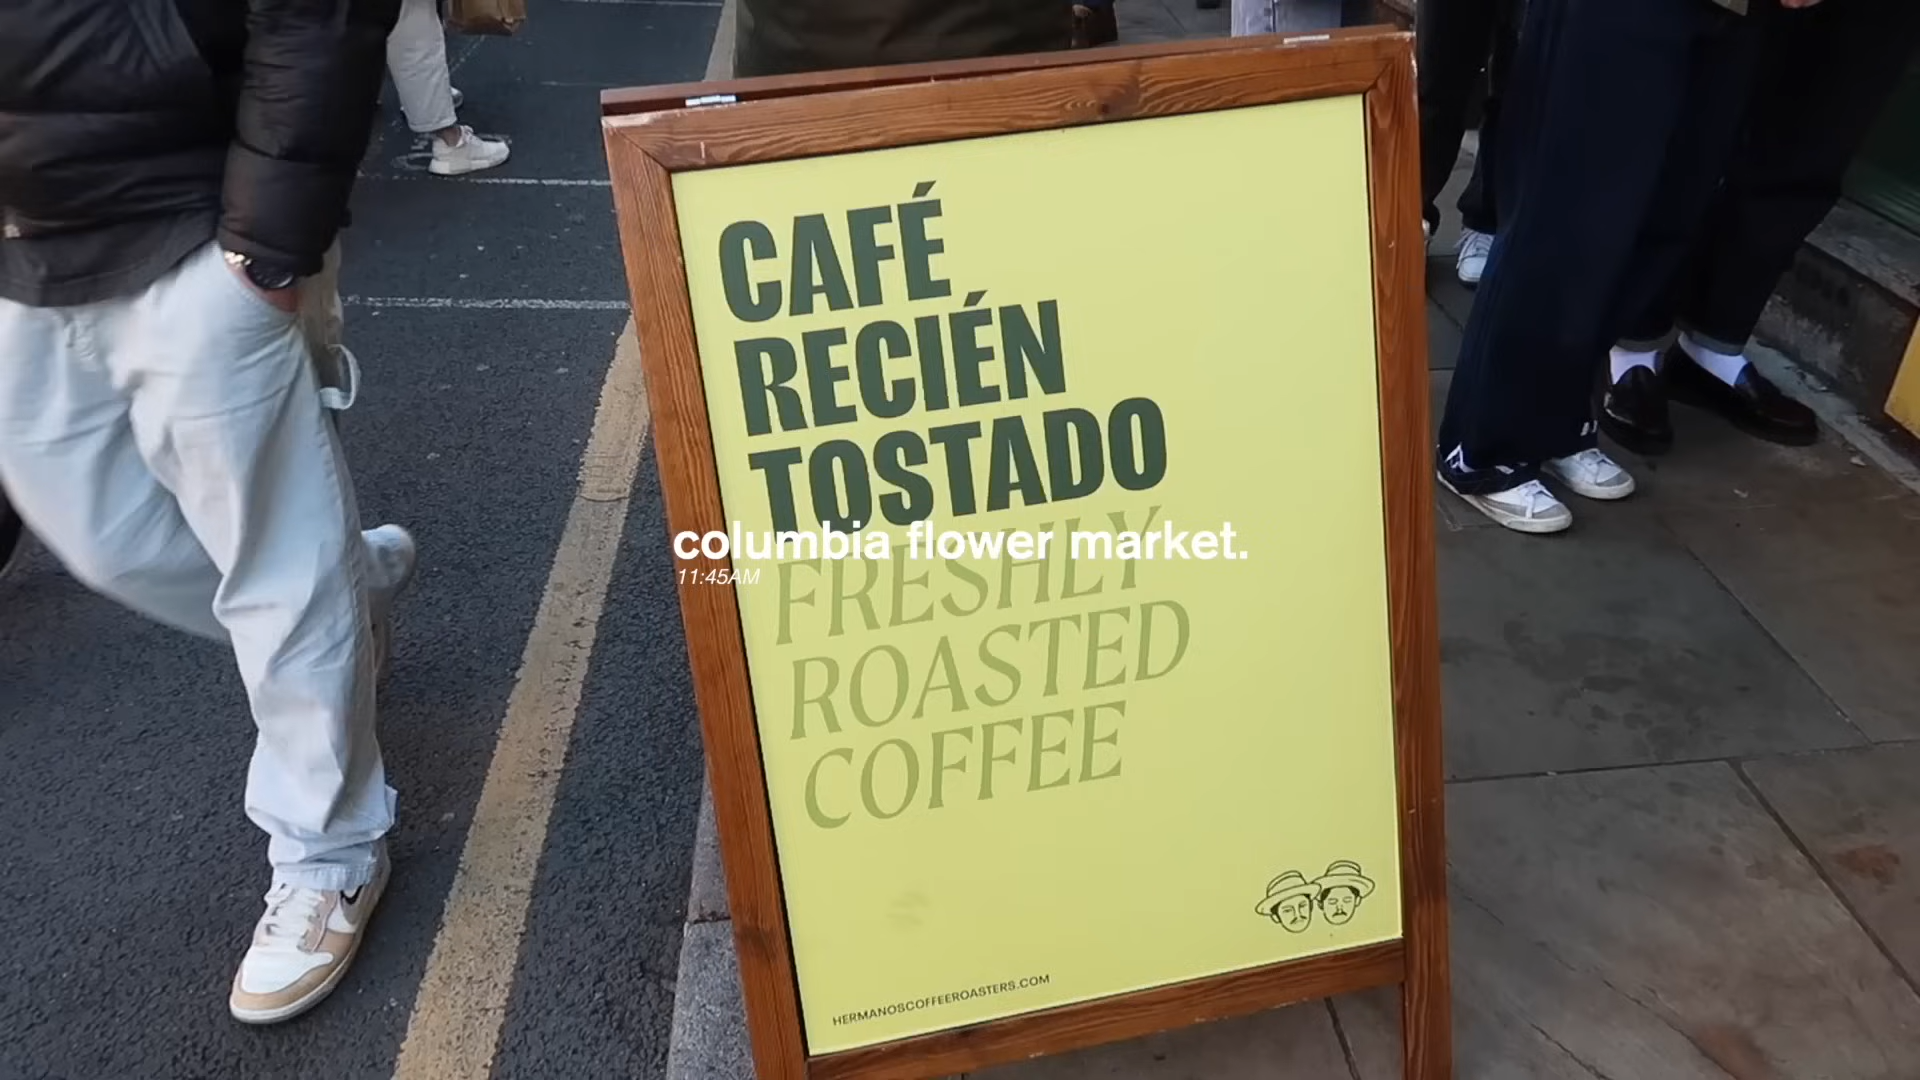 CAFÉ
RECIÉN
TOSTADO
columbia flower market.
11:45AM
FRESHLY
ROASTED
COFFEE
HERMANOSCOFFEEROASTERS.COM